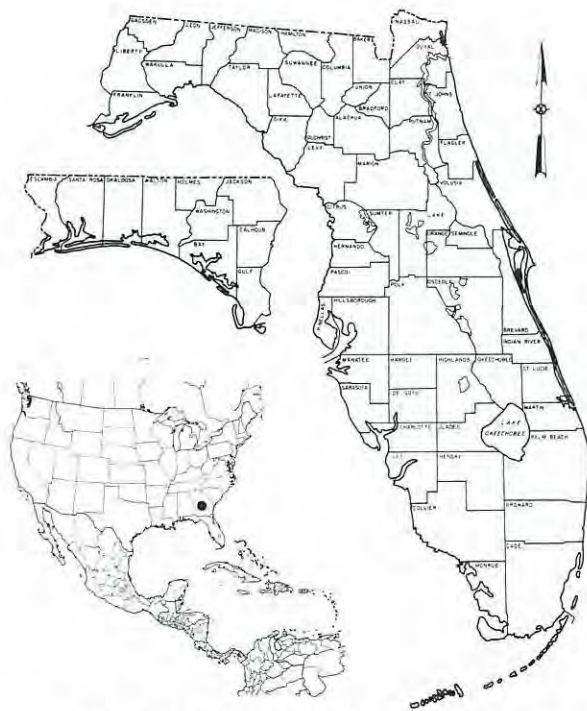 NASSAU
GADSDEN
LEON
JEFFERSON
MADISON
HAMILTON
BAKER
DUVAL
LIBERTY
WAKULLA
TAYLOR
SUWANNEE
COLUMBIA
UNION
CLAY
ST. JOHNS
FRANKLIN
LAFAYETTE
BRADFORD
DIXIE
ALACHUA
PUTNAM
GILCHRIST
FLAGLER
LEVY
MARION
VOLUSIA
ESCAMBIA
SANTA ROSA
OKALOOSA
WALTON
HOLMES
JACKSON
WASHINGTON
BAY
CALHOUN
GULF
CITRUS
SUMTER
LAKE
HERNANDO
ORANGE
SEMINOLE
PASCO
POLK
OSCEOLA
PINELLAS
HILLSBOROUGH
BREVARD
INDIAN RIVER
MANATEE
HARDEE
HIGHLANDS
OKEECHOBEE
ST. LUCIE
SARASOTA
DE SOTO
MARTIN
CHARLOTTE
GLADES
LAKE
OKEECHOBEE
PALM BEACH
LEE
HENDRY
COLLIER
BROWARD
DADE
MONROE